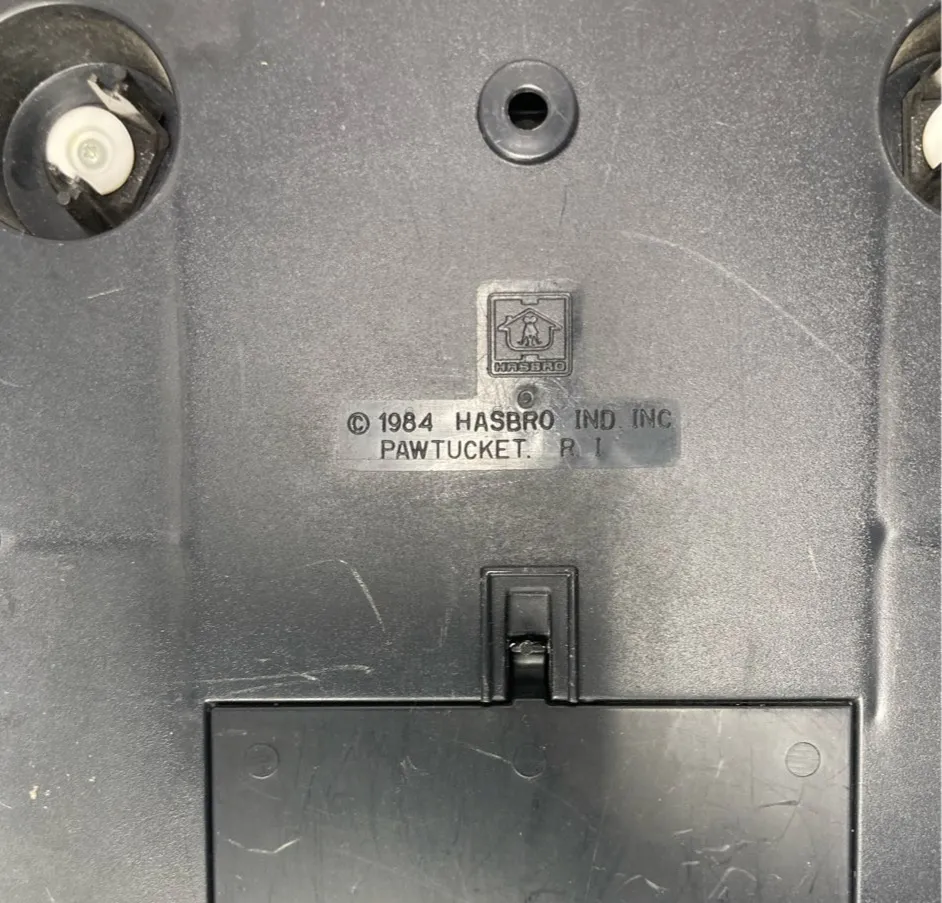 HASBRO
© 1984 HASBRO IND. INC
PAWTUCKET. R. I